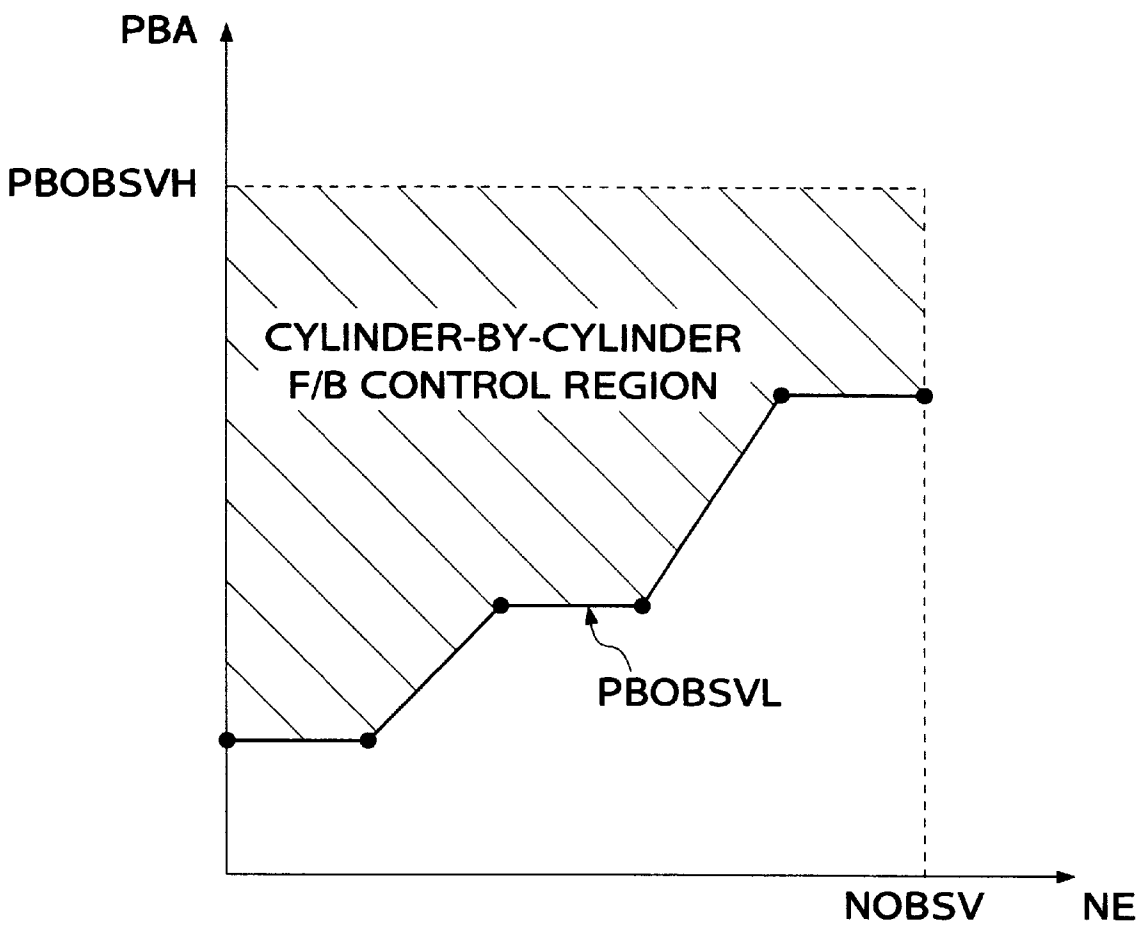 PBA
PBOBSVH
CYLINDER-BY-CYLINDER
F/B CONTROL REGION
PBOBSVL
NOBSV
NE